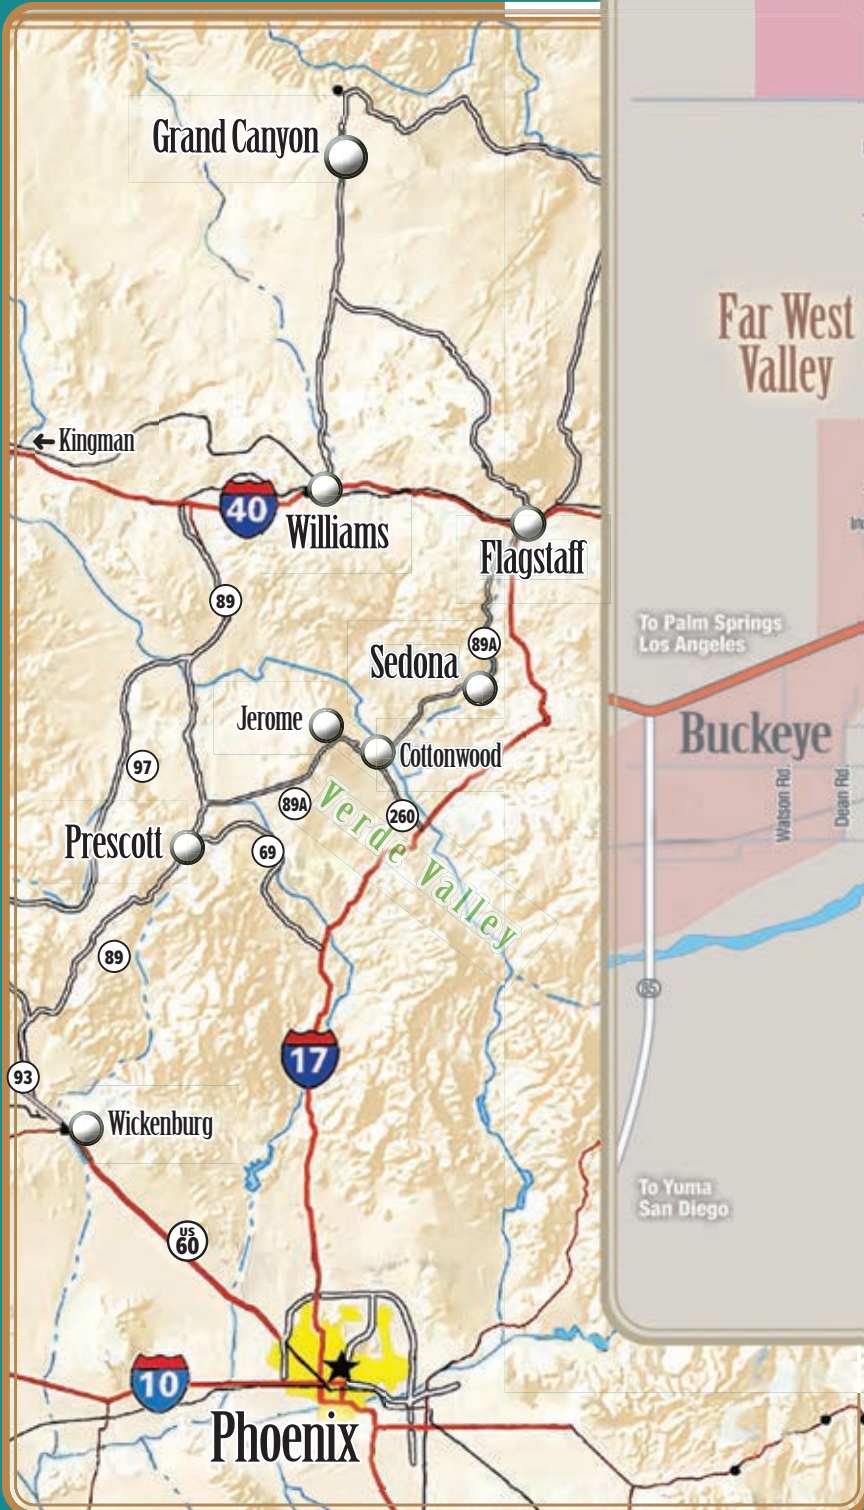 Grand Canyon
Far West
Valley
Kingman
40
Williams
Flagstaff
89
To Palm Springs
Los Angeles
89A
Sedona
Jerome
Buckeye
Cottonwood
97
Watson Rd.
Dean Rd.
89A
Verde Valley
260
Prescott
69
89
85
17
93
Wickenburg
To Yuma
San Diego
US
60
10
Phoenix